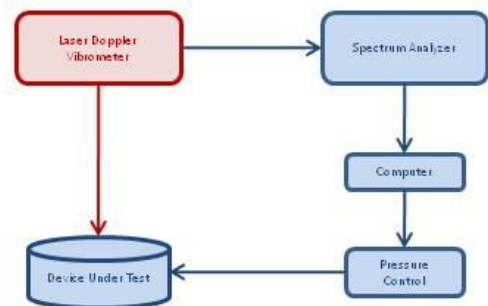 Laser Doppler
Vibrometer
Spectrum Analyzer
Computer
Device Under Test
Pressure
Control